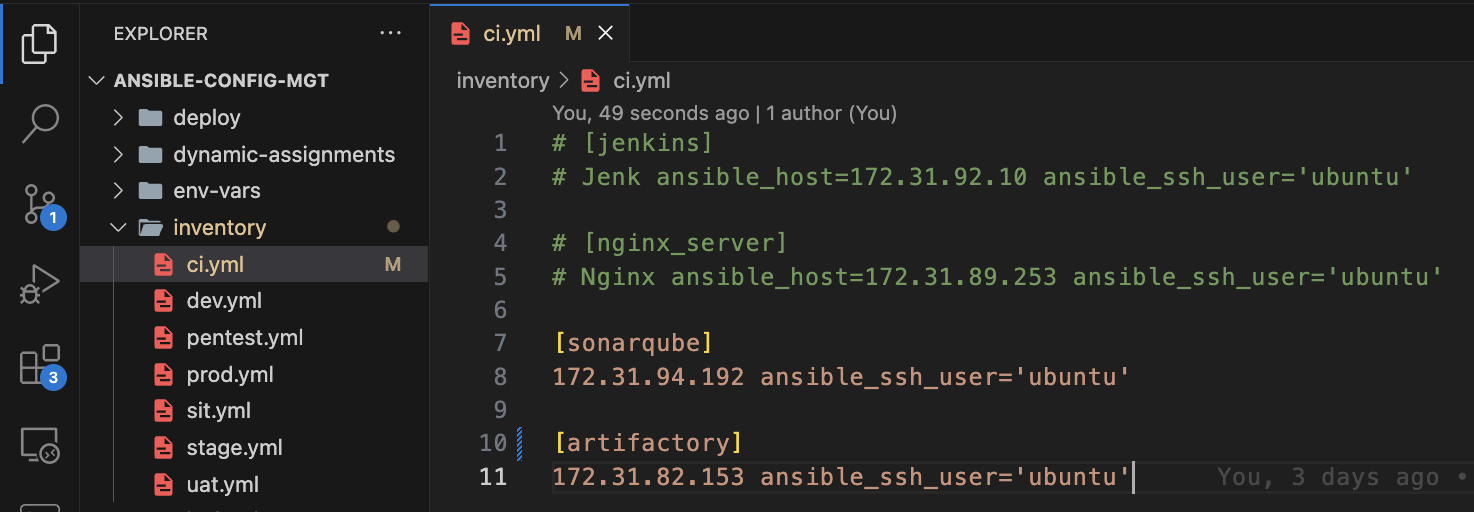 EXPLORER ...
ANSIBLE-CONFIG-MGT
deploy
dynamic-assignments
env-vars
inventory
ci.yml M
dev.yml
pentest.yml
prod.yml
sit.yml
stage.yml
uat.yml
1
3
ci.yml M
inventory > ci.yml
You, 49 seconds ago | 1 author (You)
1 # [jenkins]
2 # Jenk ansible_host=172.31.92.10 ansible_ssh_user='ubuntu'
3
4 # [nginx_server]
5 # Nginx ansible_host=172.31.89.253 ansible_ssh_user='ubuntu'
6
7 [sonarqube]
8 172.31.94.192 ansible_ssh_user='ubuntu'
9
10 [artifactory]
11 172.31.82.153 ansible_ssh_user='ubuntu' You, 3 days ago •